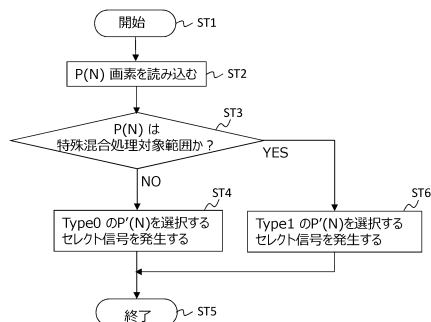 開始
ST1
P(N) 画素を読み込む
ST2
ST3
P(N) は
特殊混合処理対象範囲か？
YES
NO
ST4
ST6
Type0 のP'(N)を選択する
セレクト信号を発生する
Type1 のP'(N)を選択する
セレクト信号を発生する
終了
ST5